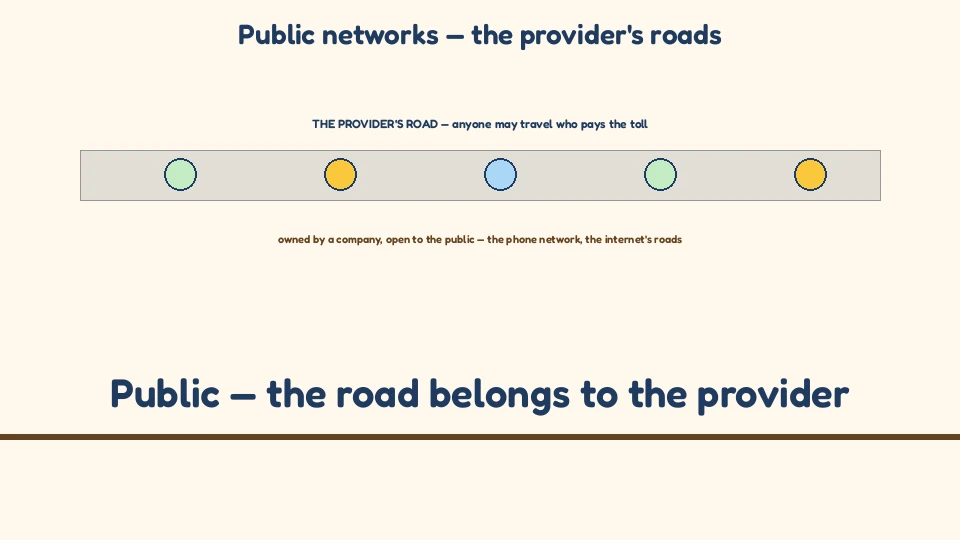 Public networks — the provider's roads
THE PROVIDER'S ROAD — anyone may travel who pays the toll
owned by a company, open to the public — the phone network, the internet's roads
Public — the road belongs to the provider